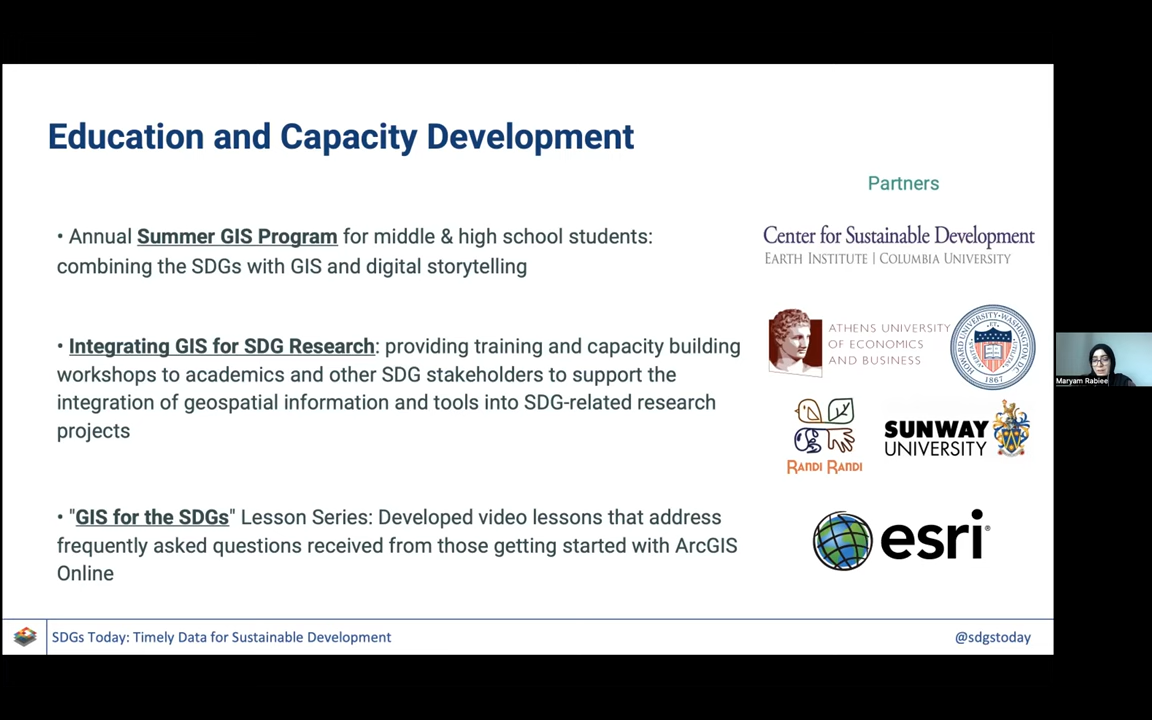 Education and Capacity Development
Partners
• Annual Summer GIS Program for middle & high school students:
combining the SDGs with GIS and digital storytelling
• Integrating GIS for SDG Research: providing training and capacity building
workshops to academics and other SDG stakeholders to support the
integration of geospatial information and tools into SDG-related research
projects
• "GIS for the SDGs" Lesson Series: Developed video lessons that address
frequently asked questions received from those getting started with ArcGIS
Online
Center for Sustainable Development
EARTH INSTITUTE | COLUMBIA UNIVERSITY
ATHENS UNIVERSITY
OF ECONOMICS
AND BUSINESS
HOWARD UNIVERSITY WASHINGTON
1867
RANDI RANDI
SUNWAY
UNIVERSITY
esri®
Maryam Rabiee
SDGs Today: Timely Data for Sustainable Development
@sdgstoday